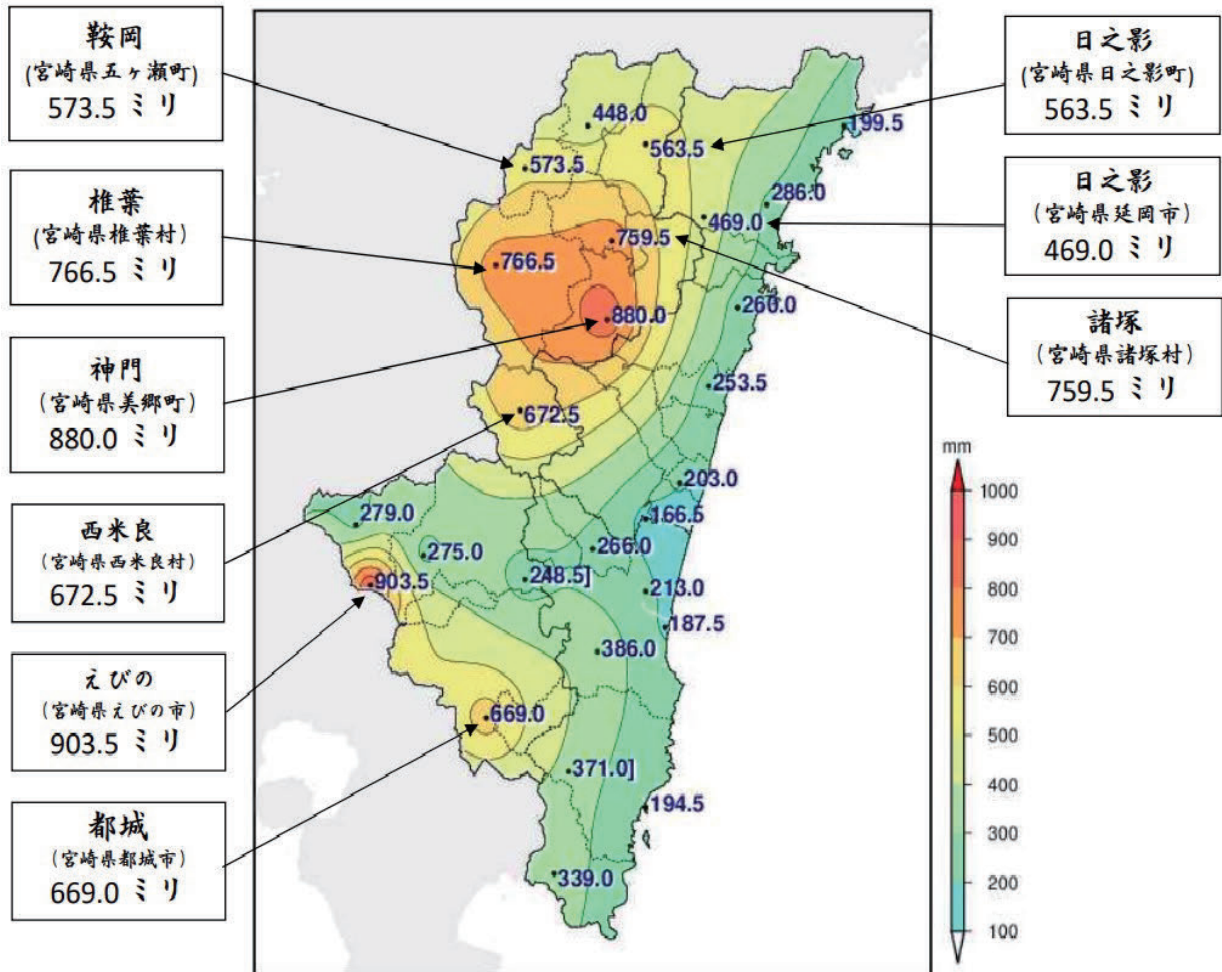 鞍岡
(宮崎県五ヶ瀬町)
573.5 ミリ
椎葉
(宮崎県椎葉村)
766.5 ミリ
神門
(宮崎県美郷町)
880.0 ミリ
西米良
(宮崎県西米良村)
672.5 ミリ
えびの
(宮崎県えびの市)
903.5 ミリ
都城
(宮崎県都城市)
669.0 ミリ
448.0
199.5
563.5
573.5
286.0
469.0
759.5
766.5
260.0
880.0
253.5
672.5
203.0
166.5
279.0
266.0
275.0
248.5]
903.5
213.0
187.5
386.0
669.0
371.0]
194.5
339.0
日之影
(宮崎県日之影町)
563.5 ミリ
日之影
(宮崎県延岡市)
469.0 ミリ
諸塚
(宮崎県諸塚村)
759.5 ミリ
mm
1000
900
800
700
600
500
400
300
200
100